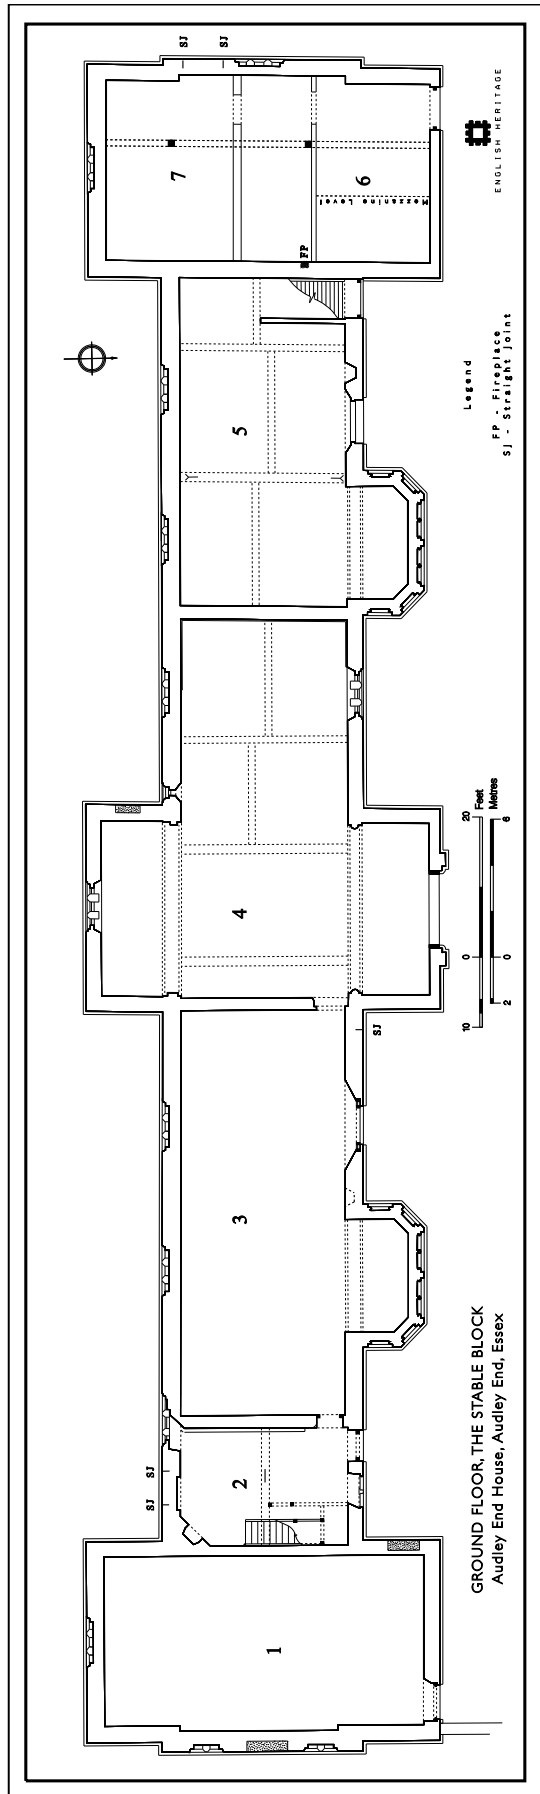 GROUND FLOOR, THE STABLE BLOCK
Audley End House, Audley End, Essex
1
2
3
4
5
6
7
Mezzanine Level
FP
SJ
SJ
SJ
SJ
SJ
10 0 20 Feet
2 0 6 Metres
Legend
FP - Fireplace
SJ - Straight Joint
ENGLISH HERITAGE